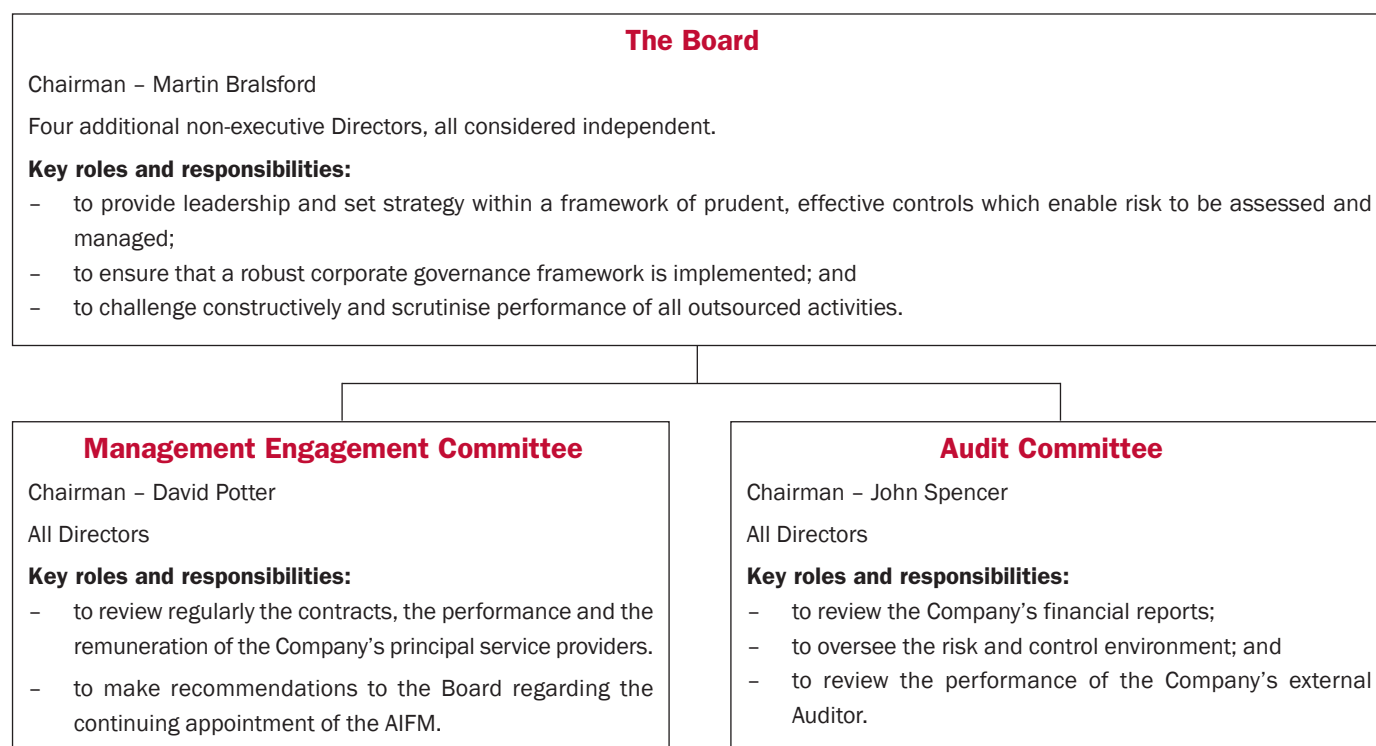 The Board
Chairman – Martin Bralsford
Four additional non-executive Directors, all considered independent.
Key roles and responsibilities:
– to provide leadership and set strategy within a framework of prudent, effective controls which enable risk to be assessed and
managed;
– to ensure that a robust corporate governance framework is implemented; and
– to challenge constructively and scrutinise performance of all outsourced activities.
Management Engagement Committee
Chairman – David Potter
All Directors
Key roles and responsibilities:
– to review regularly the contracts, the performance and the
remuneration of the Company's principal service providers.
– to make recommendations to the Board regarding the
continuing appointment of the AIFM.
Audit Committee
Chairman – John Spencer
All Directors
Key roles and responsibilities:
– to review the Company's financial reports;
– to oversee the risk and control environment; and
– to review the performance of the Company's external
Auditor.